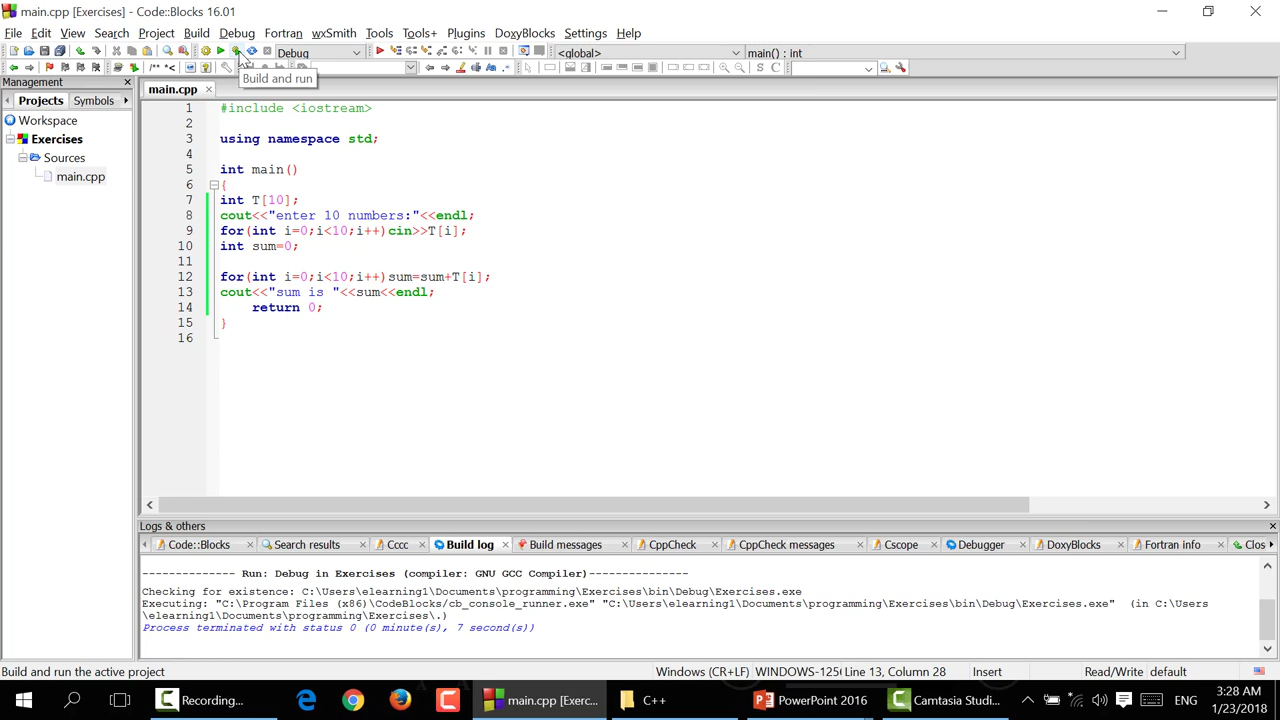 main.cpp [Exercises] - Code::Blocks 16.01
File Edit View Search Project Build Debug Fortran wxSmith Tools Tools+ Plugins DoxyBlocks Settings Help
Debug <global> main() : int
/** *<
Build and run
Management
Projects Symbols
Workspace
Exercises
Sources
main.cpp
main.cpp
1 #include <iostream>
2
3 using namespace std;
4
5 int main()
6 {
7 int T[10];
8 cout<<"enter 10 numbers:"<<endl;
9 for(int i=0;i<10;i++)cin>>T[i];
10 int sum=0;
11
12 for(int i=0;i<10;i++)sum=sum+T[i];
13 cout<<"sum is "<<sum<<endl;
14 return 0;
15 }
16
Logs & others
Code::Blocks Search results Cccc Build log Build messages CppCheck CppCheck messages Cscope Debugger DoxyBlocks Fortran info Clos
-------------- Run: Debug in Exercises (compiler: GNU GCC Compiler)---------------
Checking for existence: C:\Users\elearning1\Documents\programming\Exercises\bin\Debug\Exercises.exe
Executing: "C:\Program Files (x86)\CodeBlocks/cb_console_runner.exe" "C:\Users\elearning1\Documents\programming\Exercises\bin\Debug\Exercises.exe" (in C:\Users
\elearning1\Documents\programming\Exercises\.)
Process terminated with status 0 (0 minute(s), 7 second(s))
Build and run the active project Windows (CR+LF) WINDOWS-125 Line 13, Column 28 Insert Read/Write default
Recording... main.cpp [Exerc... C++ PowerPoint 2016 Camtasia Studi... ENG
3:28 AM
1/23/2018